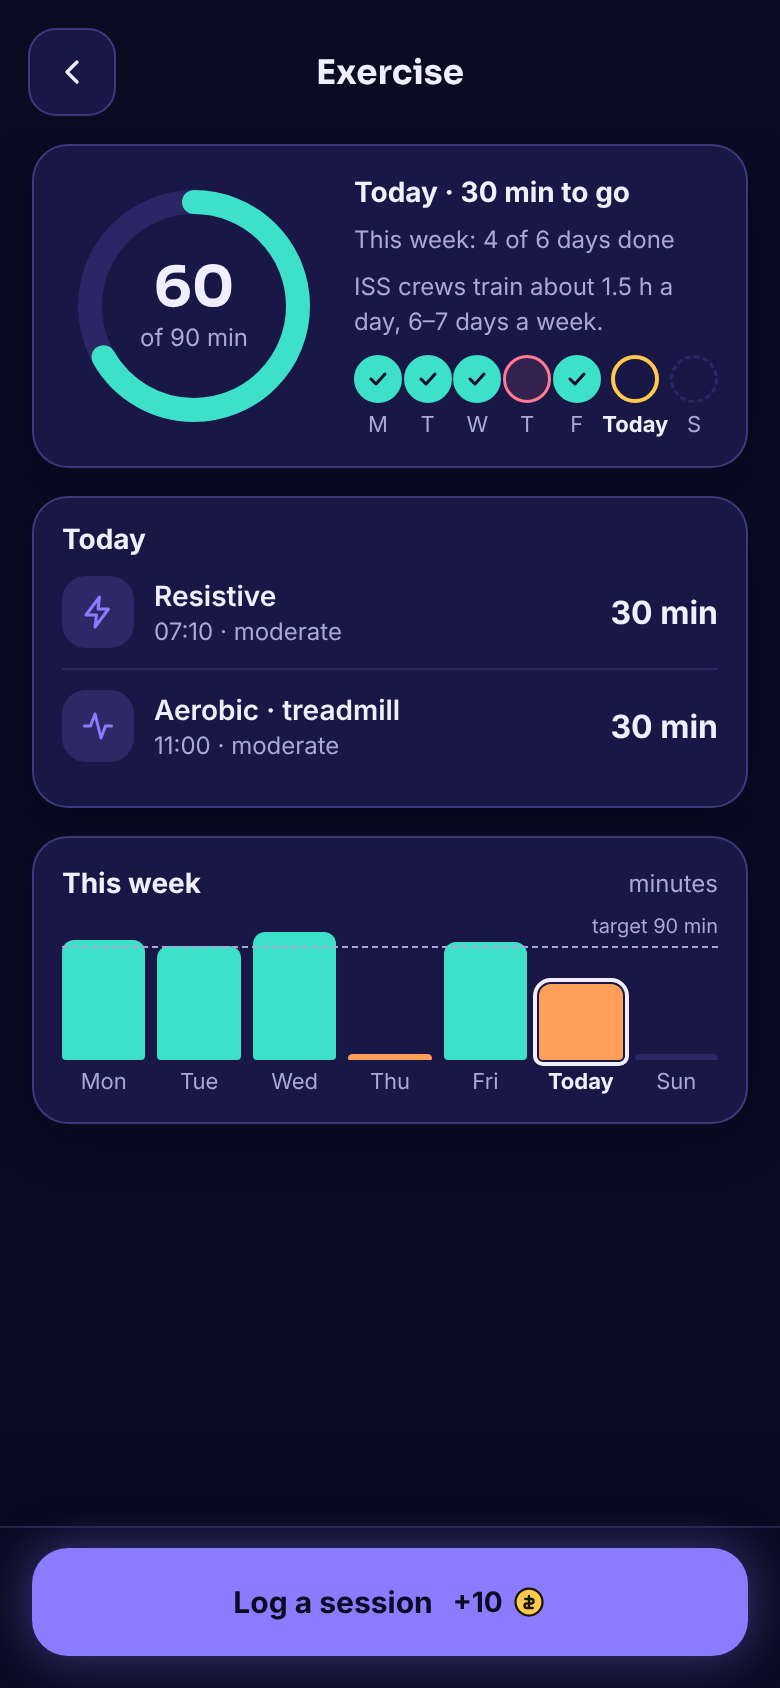 Exercise
60
of 90 min
Today · 30 min to go
This week: 4 of 6 days done
ISS crews train about 1.5 h a
day, 6–7 days a week.
M T W T F Today S
Today
Resistive
07:10 · moderate
30 min
Aerobic · treadmill
11:00 · moderate
30 min
This week
minutes
target 90 min
Mon Tue Wed Thu Fri Today Sun
Log a session +10